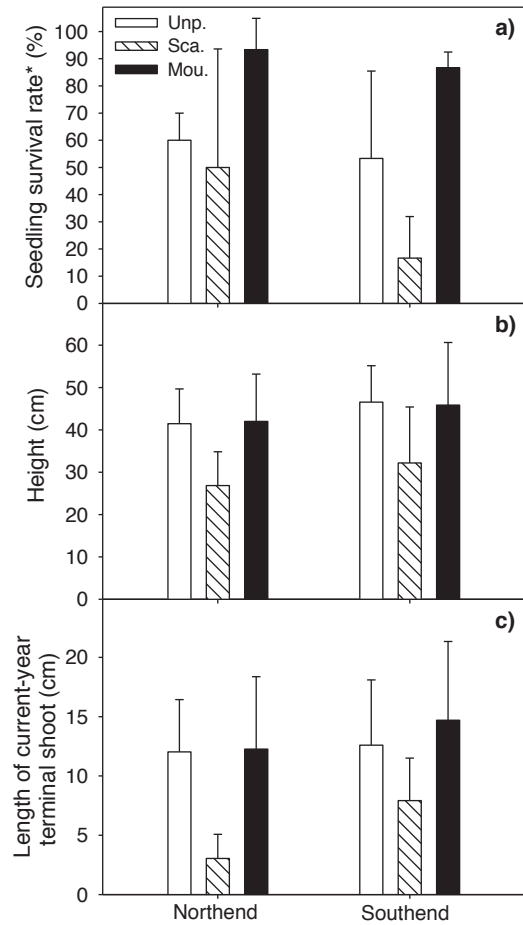 a)
Unp.
Sca.
Mou.
Seedling survival rate* (%)
100
90
80
70
60
50
40
30
20
10
0
b)
Height (cm)
60
50
40
30
20
10
0
c)
Length of current-year
terminal shoot (cm)
20
15
10
5
0
Northend
Southend